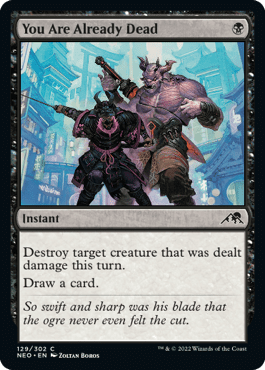 You Are Already Dead
Instant
Destroy target creature that was dealt
damage this turn.
Draw a card.
So swift and sharp was his blade that
the ogre never even felt the cut.
129/302 C
NEO • EN Zoltan Boros
™ & © 2022 Wizards of the Coast